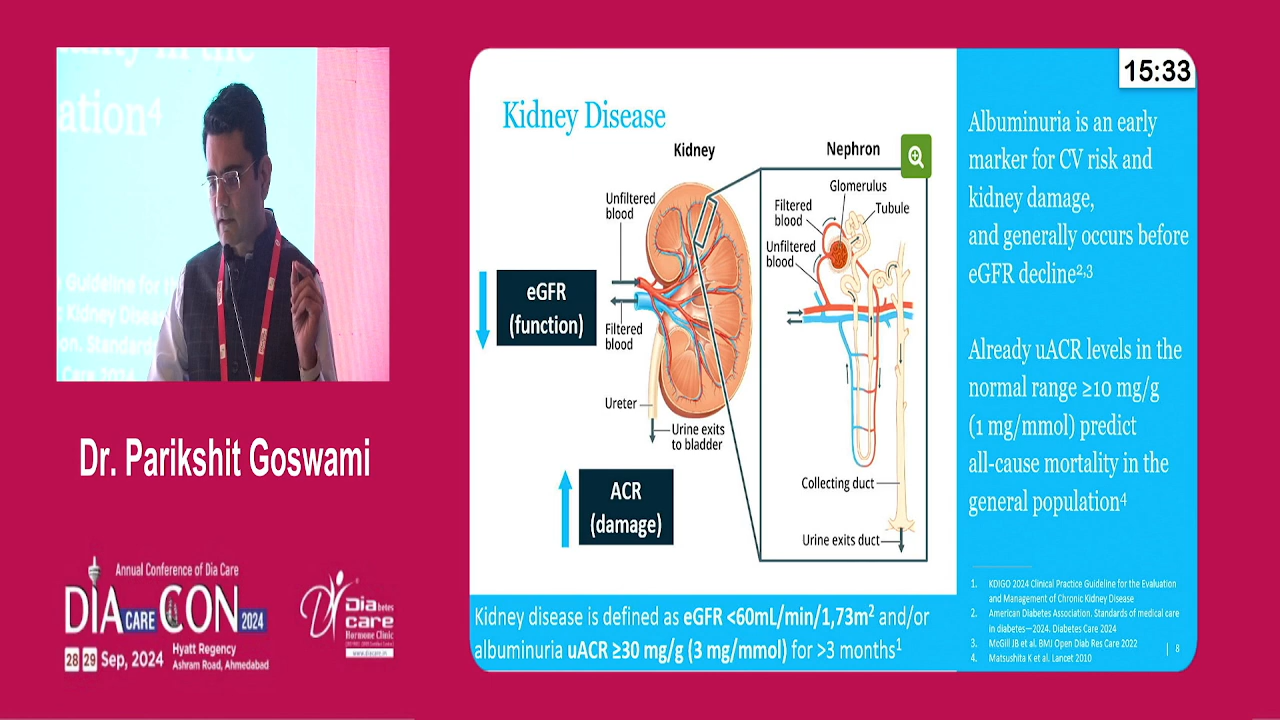 ation⁴
15:33
Kidney Disease
Kidney
Nephron
Unfiltered
blood
Filtered
blood
Ureter
Urine exits
to bladder
Glomerulus
Filtered
blood
Tubule
Unfiltered
blood
Collecting duct
Urine exits duct
eGFR
(function)
ACR
(damage)
Kidney disease is defined as eGFR <60mL/min/1,73m² and/or
albuminuria uACR ≥30 mg/g (3 mg/mmol) for >3 months¹
Albuminuria is an early
marker for CV risk and
kidney damage,
and generally occurs before
eGFR decline²,³
Already uACR levels in the
normal range ≥10 mg/g
(1 mg/mmol) predict
all-cause mortality in the
general population⁴
1. KDIGO 2024 Clinical Practice Guideline for the Evaluation
and Management of Chronic Kidney Disease
2. American Diabetes Association. Standards of medical care
in diabetes—2024. Diabetes Care 2024
3. McGill JB et al. BMJ Open Diab Res Care 2022
4. Matsushita K et al. Lancet 2010
8
Dr. Parikshit Goswami
Annual Conference of Dia Care
DIA CARE CON 2024
28 29 Sep, 2024
Hyatt Regency
Ashram Road, Ahmedabad
Diabetes
care
Hormone Clinic